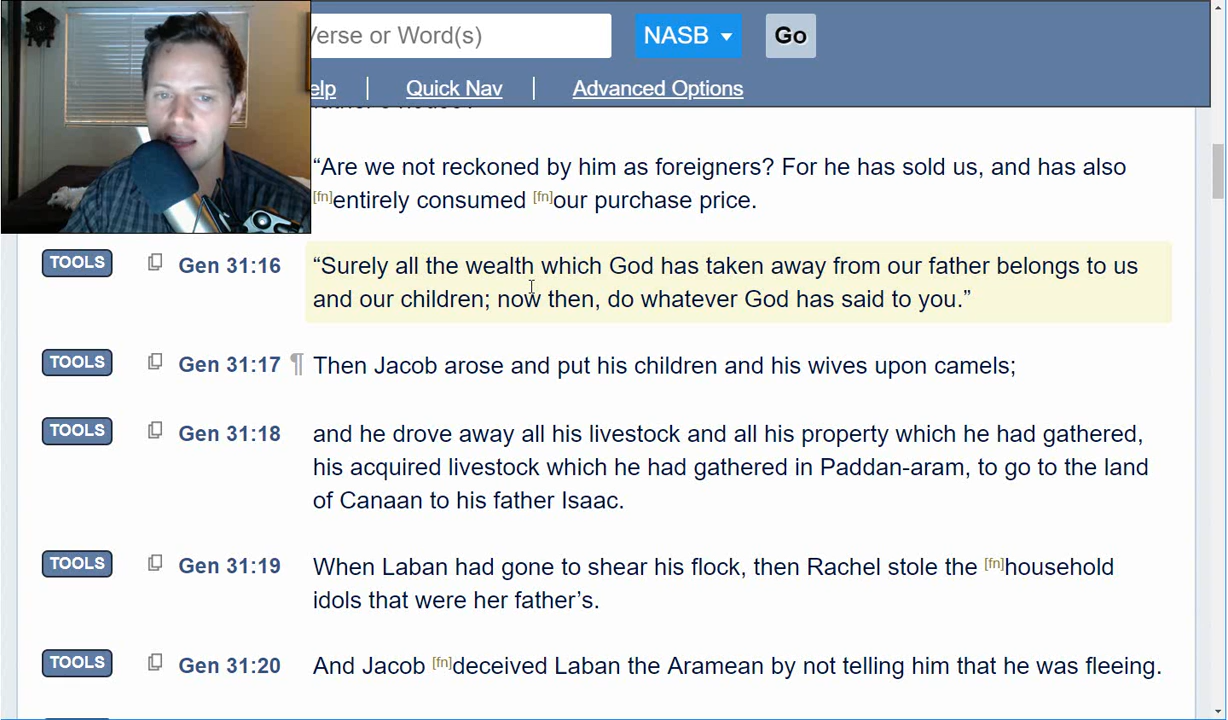 Verse or Word(s)
NASB
Go
elp | Quick Nav | Advanced Options
“Are we not reckoned by him as foreigners? For he has sold us, and has also
[fn]entirely consumed [fn]our purchase price.
TOOLS Gen 31:16 “Surely all the wealth which God has taken away from our father belongs to us
and our children; now then, do whatever God has said to you.”
TOOLS Gen 31:17 ¶ Then Jacob arose and put his children and his wives upon camels;
TOOLS Gen 31:18 and he drove away all his livestock and all his property which he had gathered,
his acquired livestock which he had gathered in Paddan-aram, to go to the land
of Canaan to his father Isaac.
TOOLS Gen 31:19 When Laban had gone to shear his flock, then Rachel stole the [fn]household
idols that were her father’s.
TOOLS Gen 31:20 And Jacob [fn]deceived Laban the Aramean by not telling him that he was fleeing.